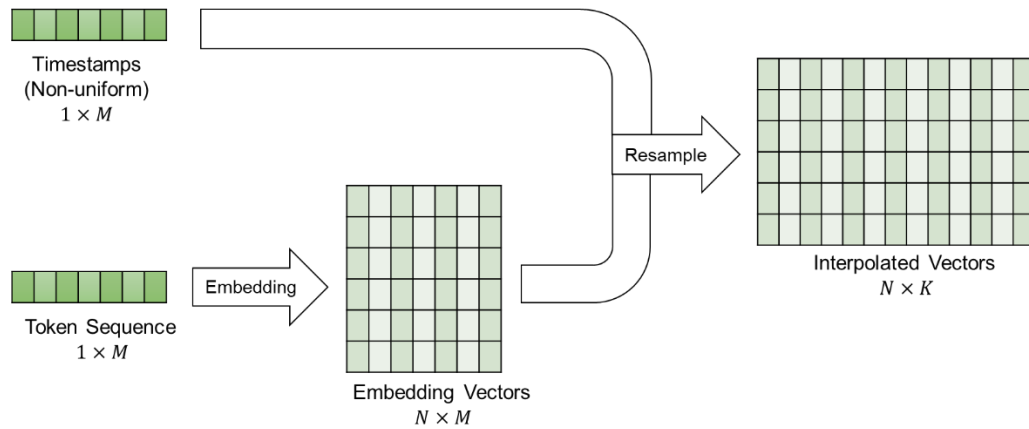 Timestamps
(Non-uniform)
1 × M
Resample
Interpolated Vectors
N × K
Embedding
Token Sequence
1 × M
Embedding Vectors
N × M